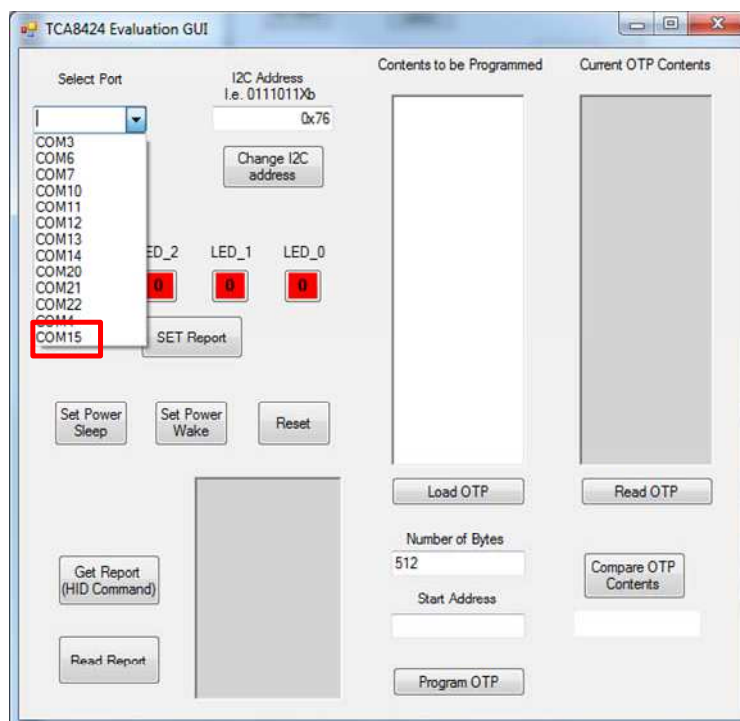 TCA8424 Evaluation GUI
Select Port
I2C Address
I.e. 0111011Xb
0x76
Change I2C
address
COM3
COM6
COM7
COM10
COM11
COM12
COM13
COM14
COM20
COM21
COM22
COM4
COM15
ED_2
LED_1
LED_0
0
0
0
SET Report
Set Power
Sleep
Set Power
Wake
Reset
Get Report
(HID Command)
Read Report
Contents to be Programmed
Load OTP
Number of Bytes
512
Start Address
Program OTP
Current OTP Contents
Read OTP
Compare OTP
Contents